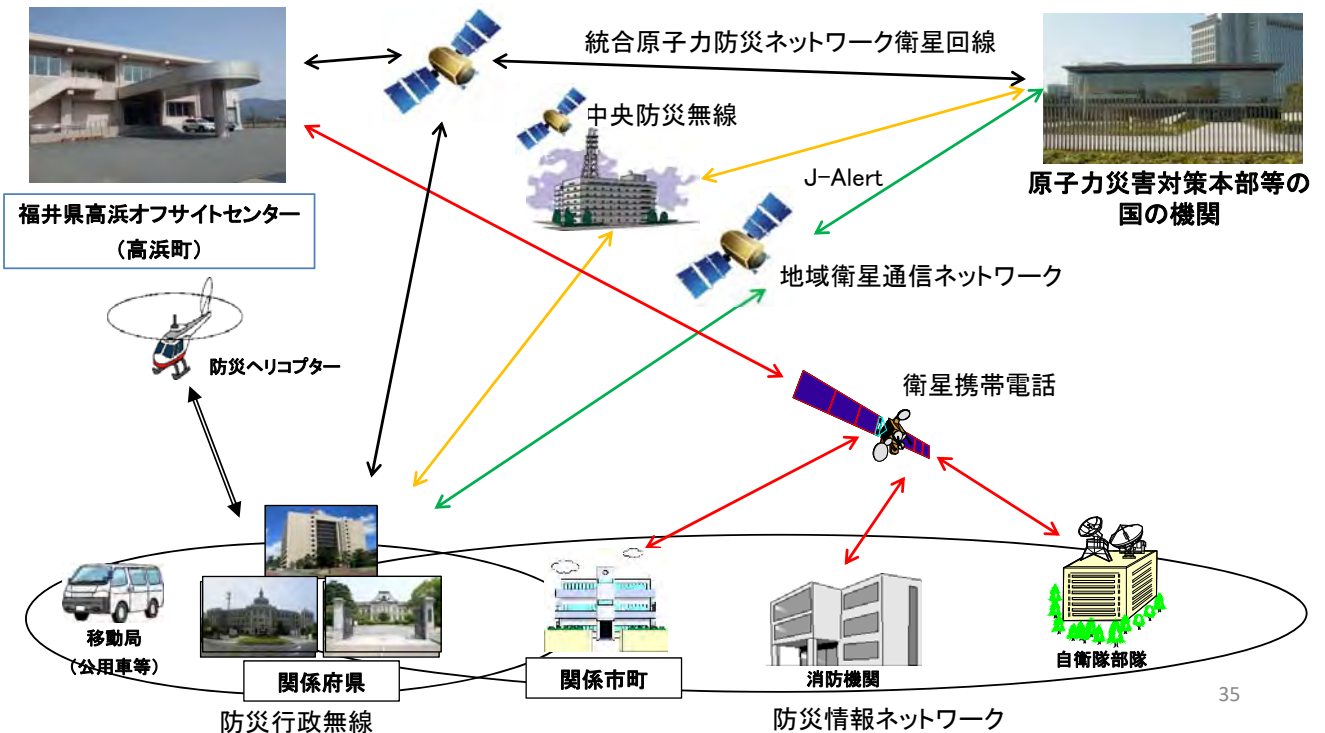 統合原子力防災ネットワーク衛星回線
中央防災無線
J-Alert
原子力災害対策本部等の
国の機関
福井県高浜オフサイトセンター
（高浜町）
地域衛星通信ネットワーク
防災ヘリコプター
衛星携帯電話
移動局
（公用車等）
関係府県
関係市町
消防機関
自衛隊部隊
防災行政無線
防災情報ネットワーク
35